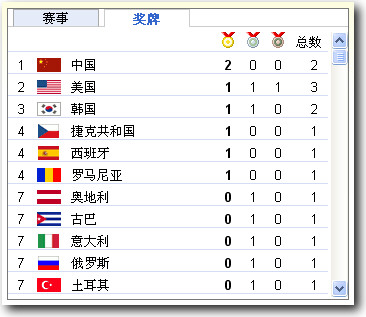 赛事 奖牌
总数
1 中国 2 0 0 2
2 美国 1 1 1 3
3 韩国 1 1 0 2
4 捷克共和国 1 0 0 1
4 西班牙 1 0 0 1
4 罗马尼亚 1 0 0 1
7 奥地利 0 1 0 1
7 古巴 0 1 0 1
7 意大利 0 1 0 1
7 俄罗斯 0 1 0 1
7 土耳其 0 1 0 1